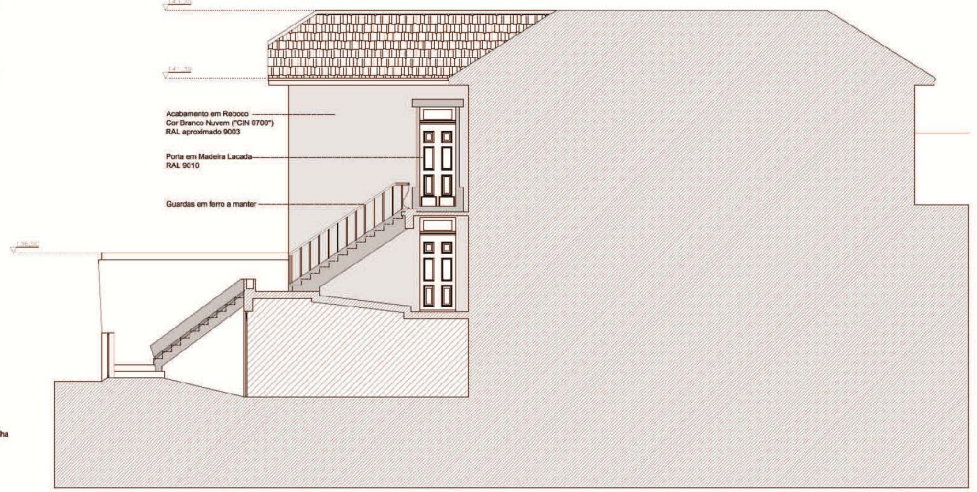 Acabamento em Reboco
Cor Branco Nuvem ("CIN 0700")
RAL aproximado 9003
Porta em Madeira Lacada
RAL 9010
Guardas em ferro a manter
ha